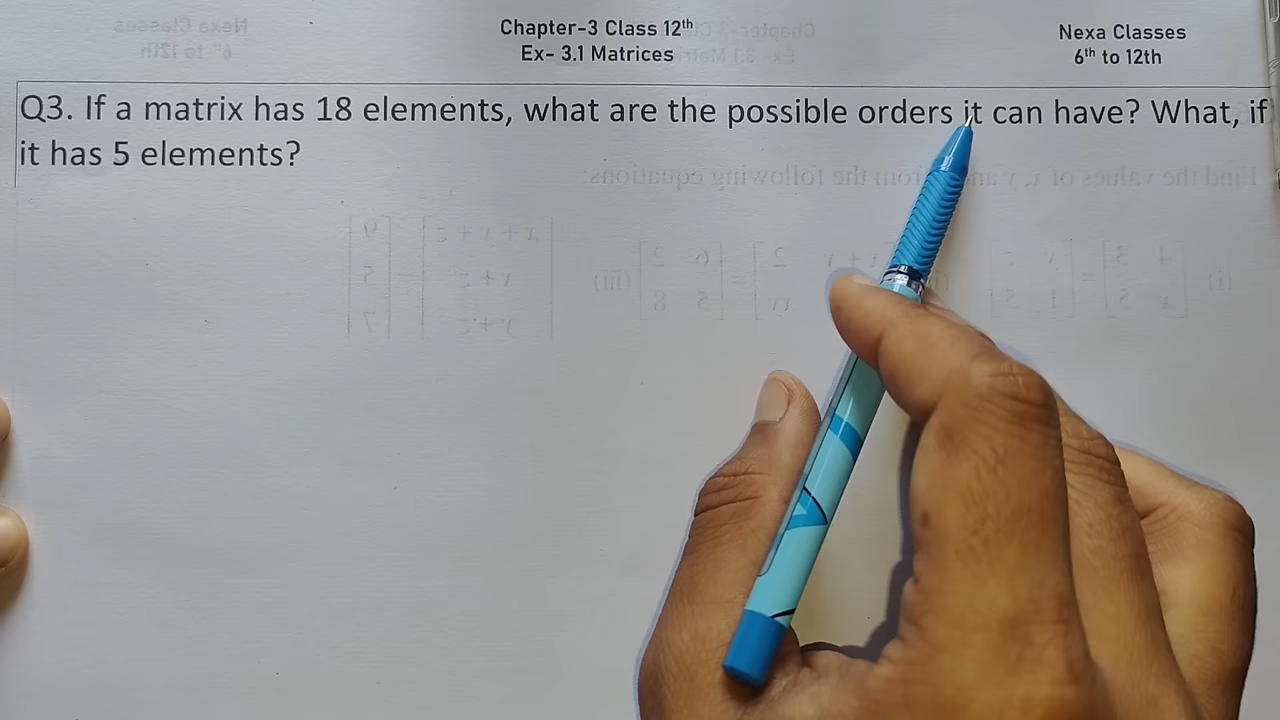 Chapter-3 Class 12th
Ex- 3.1 Matrices
Nexa Classes
6th to 12th
Q3. If a matrix has 18 elements, what are the possible orders it can have? What, if
it has 5 elements?